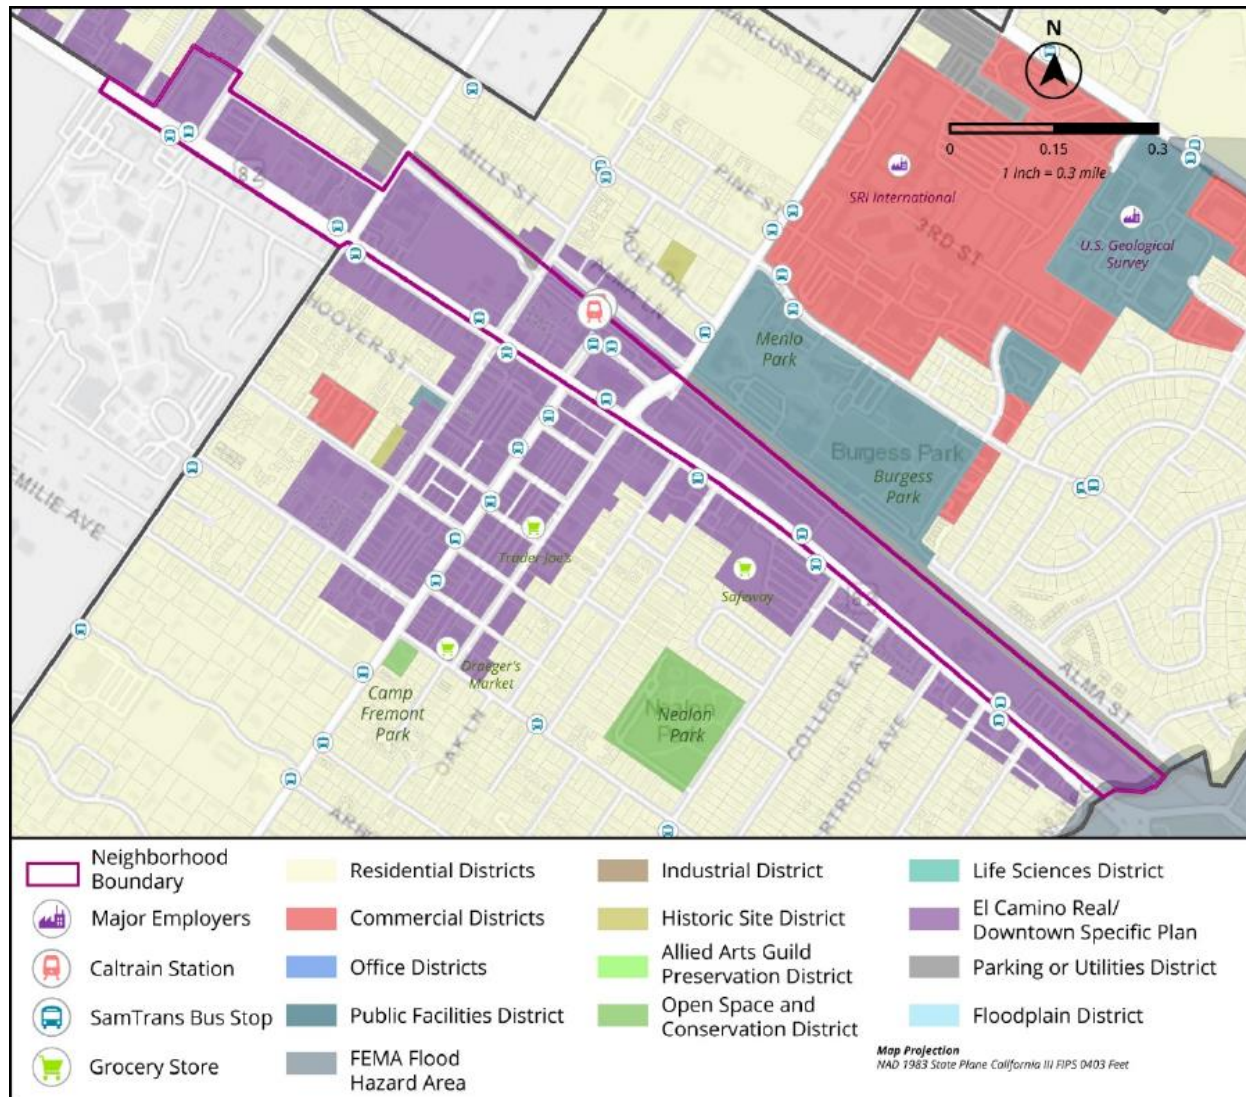 MARCUSSEN DR
N
0
0.15
0.3
1 Inch = 0.3 mile
82
MILLS ST
PINE ST
SRI International
3RD ST
U.S. Geological
Survey
NOEL DR
ALMA LN
HOOVER ST
Menlo
Park
Burgess Park
Burgess
Park
EMILIE AVE
Trader Joe's
Safeway
82
Draeger's
Market
Camp
Fremont
Park
OAK LN
Nealon
Park
Nealon
Park
COLLEGE AVE
ALMA ST
RTRIDGE AVE
Neighborhood
Boundary
Major Employers
Caltrain Station
SamTrans Bus Stop
Grocery Store
Residential Districts
Commercial Districts
Office Districts
Public Facilities District
FEMA Flood
Hazard Area
Industrial District
Historic Site District
Allied Arts Guild
Preservation District
Open Space and
Conservation District
Life Sciences District
El Camino Real/
Downtown Specific Plan
Parking or Utilities District
Floodplain District
Map Projection
NAD 1983 State Plane California III FIPS 0403 Feet